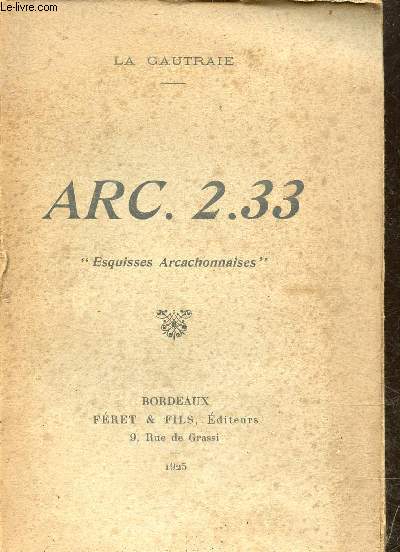 Le-livre.com
LA GAUTRAIE
ARC. 2.33
"Esquisses Arcachonnaises"
BORDEAUX
FÉRET & FILS, Éditeurs
9, Rue de Grassi
1925